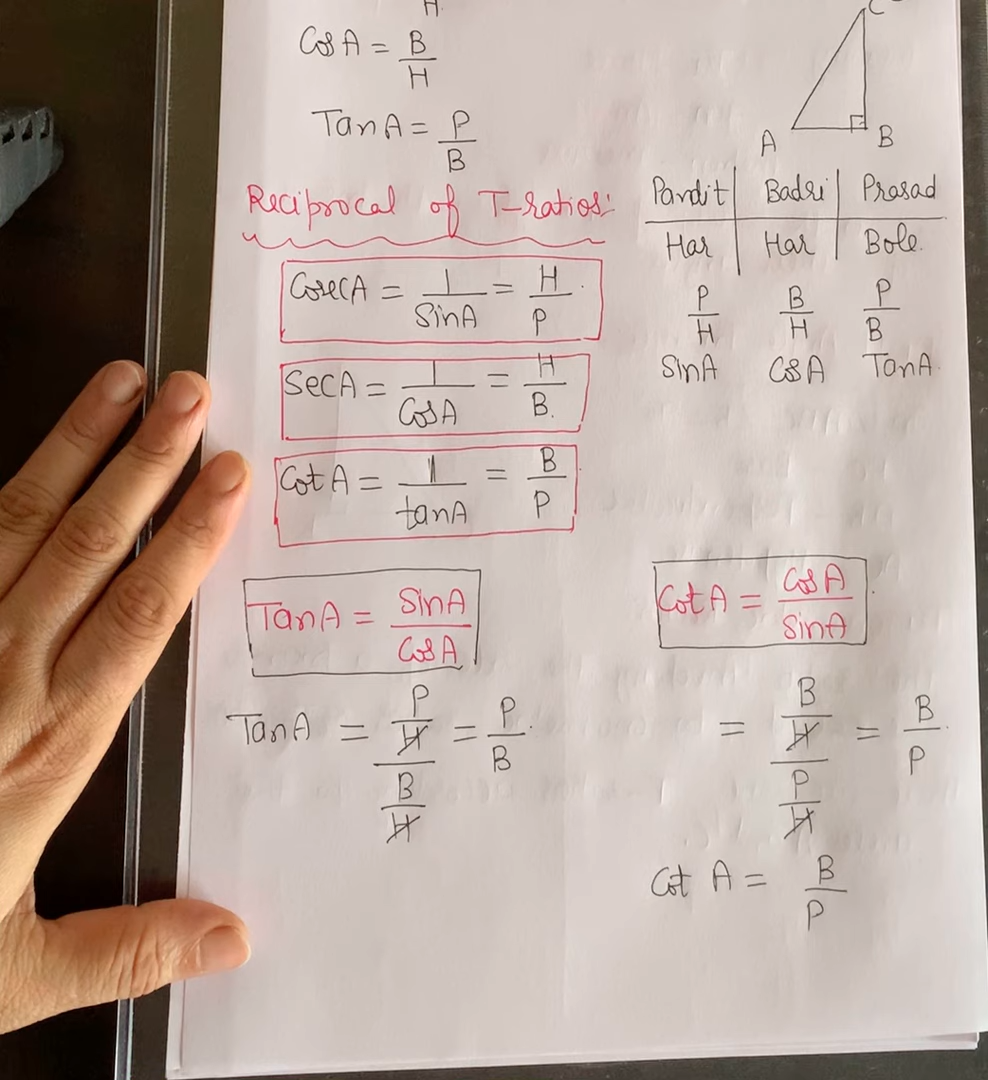 H
CosA = B/H
TanA = P/B
C
A B
Reciprocal of T-ratios:
CosecA = 1/SinA = H/P
SecA = 1/CosA = H/B.
CotA = 1/tanA = B/P
Pandit | Badri | Prasad
Har | Har | Bole.
P/H B/H P/B
SinA CosA TanA.
TanA = SinA/CosA
TanA = (P/H)/(B/H) = P/B.
CotA = CosA/SinA
= (B/H)/(P/H) = B/P.
Cot A = B/P